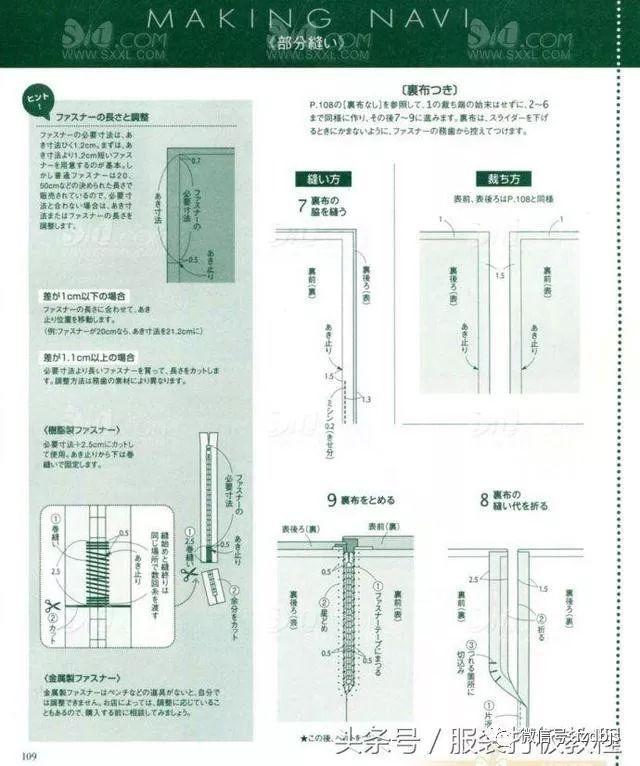 MAKING NAVI
〈部分縫い〉
ヒント!
ファスナーの長さと調整
ファスナーの必要寸法は、あ
き寸法ひく1.2cm。まずは、あ
き寸法より1.2cm短いファス
ナーを用意するのが基本。し
かし普通ファスナーは20、
50cmなどの決められた長さで
販売されているので、必要寸
法と合わない場合は、あき寸
法またはファスナーの長さを
調整します。
0.7
ファスナーの
必要寸法
あき寸法
0.5
あき止り
差が1cm以下の場合
ファスナーの長さに合わせて、あき
止り位置を移動します。
(例:ファスナーが20cmなら、あき寸法を21.2cmに)
差が1.1cm以上の場合
必要寸法より長いファスナーを買って、長さをカットしま
す。調整方法は務歯の素材により異なります。
〈樹脂製ファスナー〉
必要寸法+2.5cmにカットし
て使用。あき止りから下は巻
縫いで固定します。
ファスナーの
必要寸法
あき止り
0.5
2.5
①巻縫い
②余分をカット
①巻縫い
2.5
0.5
あき止り
②カット
縫始めと縫終りは
同じ場所で数回糸を渡す
〈金属製ファスナー〉
金属製ファスナーはペンチなどの道具がないと、自分で
は調整できません。お店によっては、調整に応じていること
もあるので、購入する前に相談してみましょう。
〔裏布つき〕
P.108の〔裏布なし〕を参照して、1の裁ち端の始末はせずに、2~6
まで同様に作り、その後7~9に進みます。裏布は、スライダーを下げ
るときにかまないように、ファスナーの務歯から控えてつけます。
縫い方
7 裏布の
脇を縫う
1
裏前(裏)
裏後ろ(表)
あき止り
1.5
1.3
ミシン
0.2(きせ分)
裁ち方
表前、表後ろはP.108と同様
1
1
1.5
裏後ろ(表)
裏前(表)
あき止り
あき止り
9 裏布をとめる
表後ろ(裏)
表前(裏)
0.5
2.5
0.5
①ファスナーテープにまつる
②星どめ
裏後ろ(表)
裏前(表)
★この後、ベルトを
8 裏布の
縫い代を折る
2.5
1.5
②折る
③つれる箇所に
切込み
裏前(裏)
裏後ろ(裏)
あき止り
①片
109
SXXL.COM
WWW.SXXL.COM
头条号/服装打板教程
微信号: